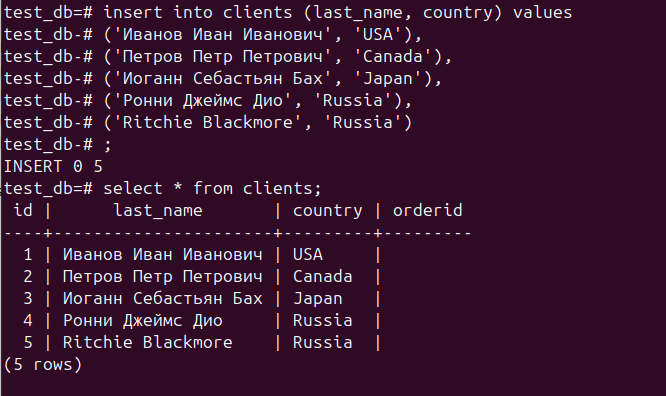 test_db=# insert into clients (last_name, country) values
test_db-# ('Иванов Иван Иванович', 'USA'),
test_db-# ('Петров Петр Петрович', 'Canada'),
test_db-# ('Иоганн Себастьян Бах', 'Japan'),
test_db-# ('Ронни Джеймс Дио', 'Russia'),
test_db-# ('Ritchie Blackmore', 'Russia')
test_db-# ;
INSERT 0 5
test_db=# select * from clients;
 id |      last_name       | country | orderid
----+----------------------+---------+---------
  1 | Иванов Иван Иванович | USA     |
  2 | Петров Петр Петрович | Canada  |
  3 | Иоганн Себастьян Бах | Japan   |
  4 | Ронни Джеймс Дио     | Russia  |
  5 | Ritchie Blackmore    | Russia  |
(5 rows)